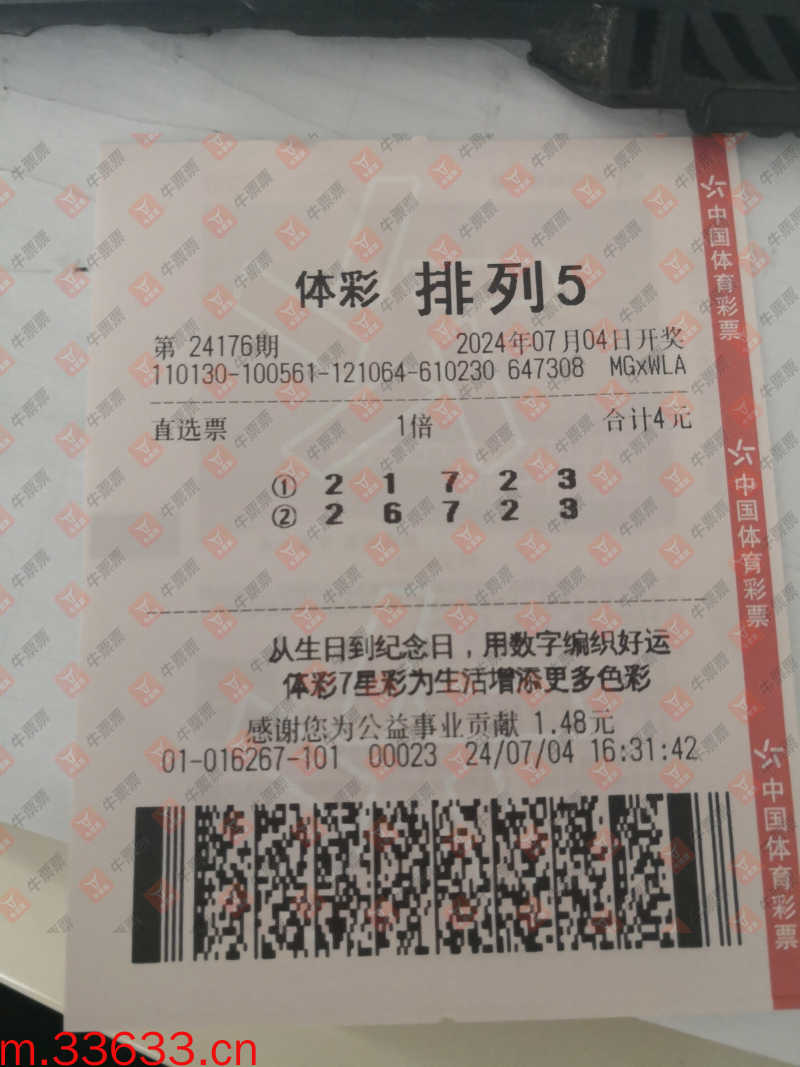 体彩 排列5
第 24176期 2024年07月04日开奖
110130-100561-121064-610230 647308 MGxWLA
直选票 1倍 合计4元
① 2 1 7 2 3
② 2 6 7 2 3
从生日到纪念日，用数字编织好运
体彩7星彩为生活增添更多色彩
感谢您为公益事业贡献 1.48元
01-016267-101 00023 24/07/04 16:31:42
中国体育彩票
中国体育彩票
中国体育彩票
牛票票
m.33633.cn